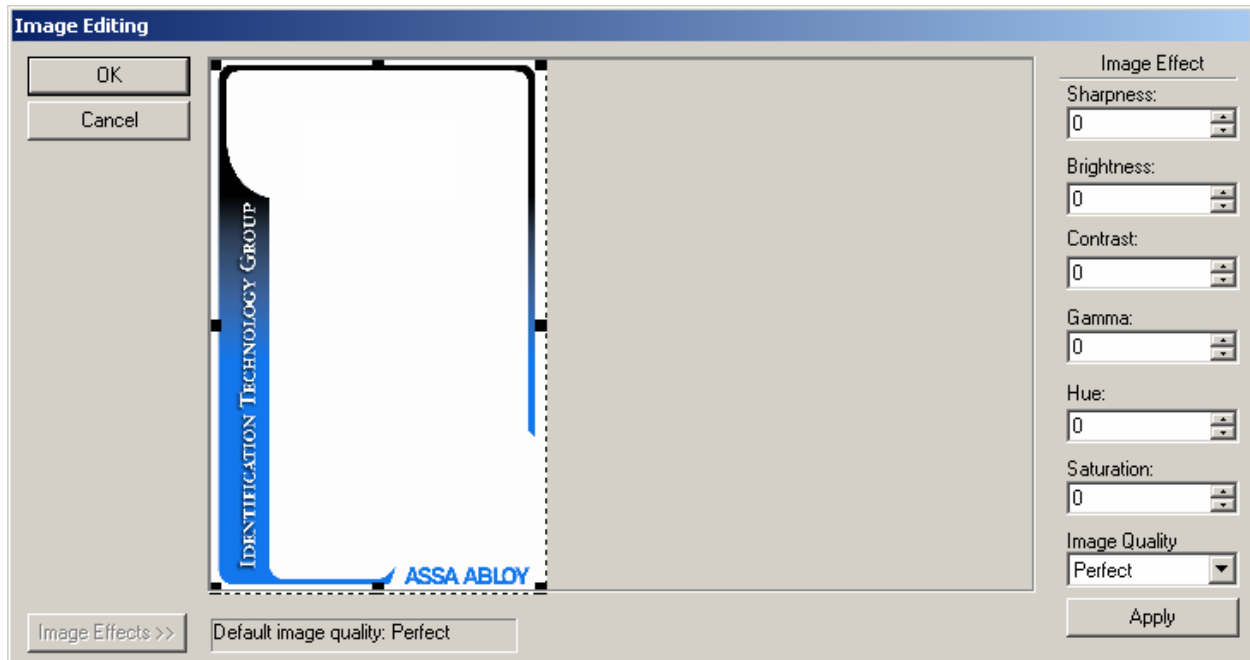 Image Editing
OK
Cancel
IDENTIFICATION TECHNOLOGY GROUP
ASSA ABLOY
Image Effect
Sharpness:
0
Brightness:
0
Contrast:
0
Gamma:
0
Hue:
0
Saturation:
0
Image Quality
Perfect
Apply
Image Effects >>
Default image quality: Perfect